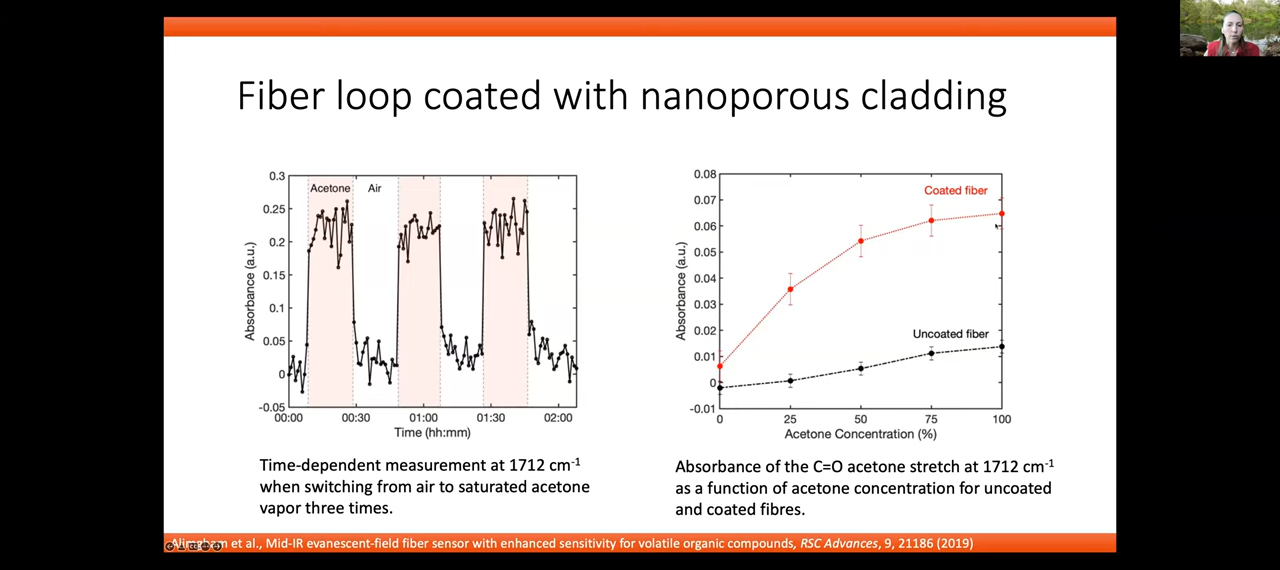 Fiber loop coated with nanoporous cladding
0.3
0.25
0.2
0.15
0.1
0.05
0
-0.05
Absorbance (a.u.)
Acetone
Air
00:00
00:30
01:00
01:30
02:00
Time (hh:mm)
Time-dependent measurement at 1712 cm-1
when switching from air to saturated acetone
vapor three times.
0.08
0.07
0.06
0.05
0.04
0.03
0.02
0.01
0
-0.01
Absorbance (a.u.)
Coated fiber
Uncoated fiber
0
25
50
75
100
Acetone Concentration (%)
Absorbance of the C=O acetone stretch at 1712 cm-1
as a function of acetone concentration for uncoated
and coated fibres.
et al., Mid-IR evanescent-field fiber sensor with enhanced sensitivity for volatile organic compounds, RSC Advances, 9, 21186 (2019)